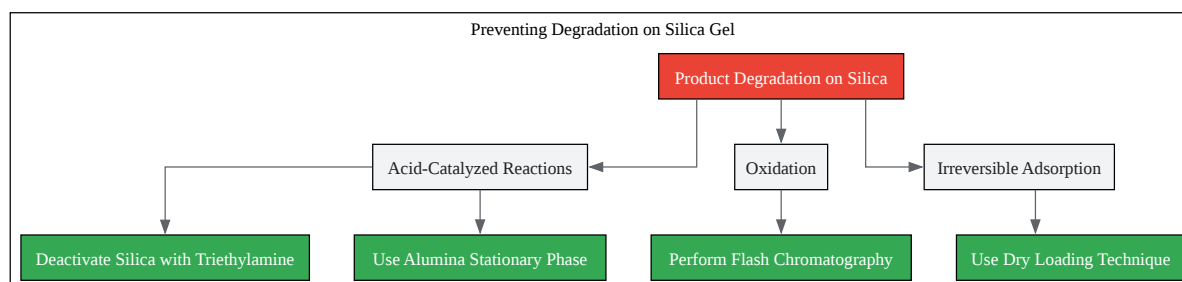 Preventing Degradation on Silica Gel
Product Degradation on Silica
Acid-Catalyzed Reactions
Oxidation
Irreversible Adsorption
Deactivate Silica with Triethylamine
Use Alumina Stationary Phase
Perform Flash Chromatography
Use Dry Loading Technique